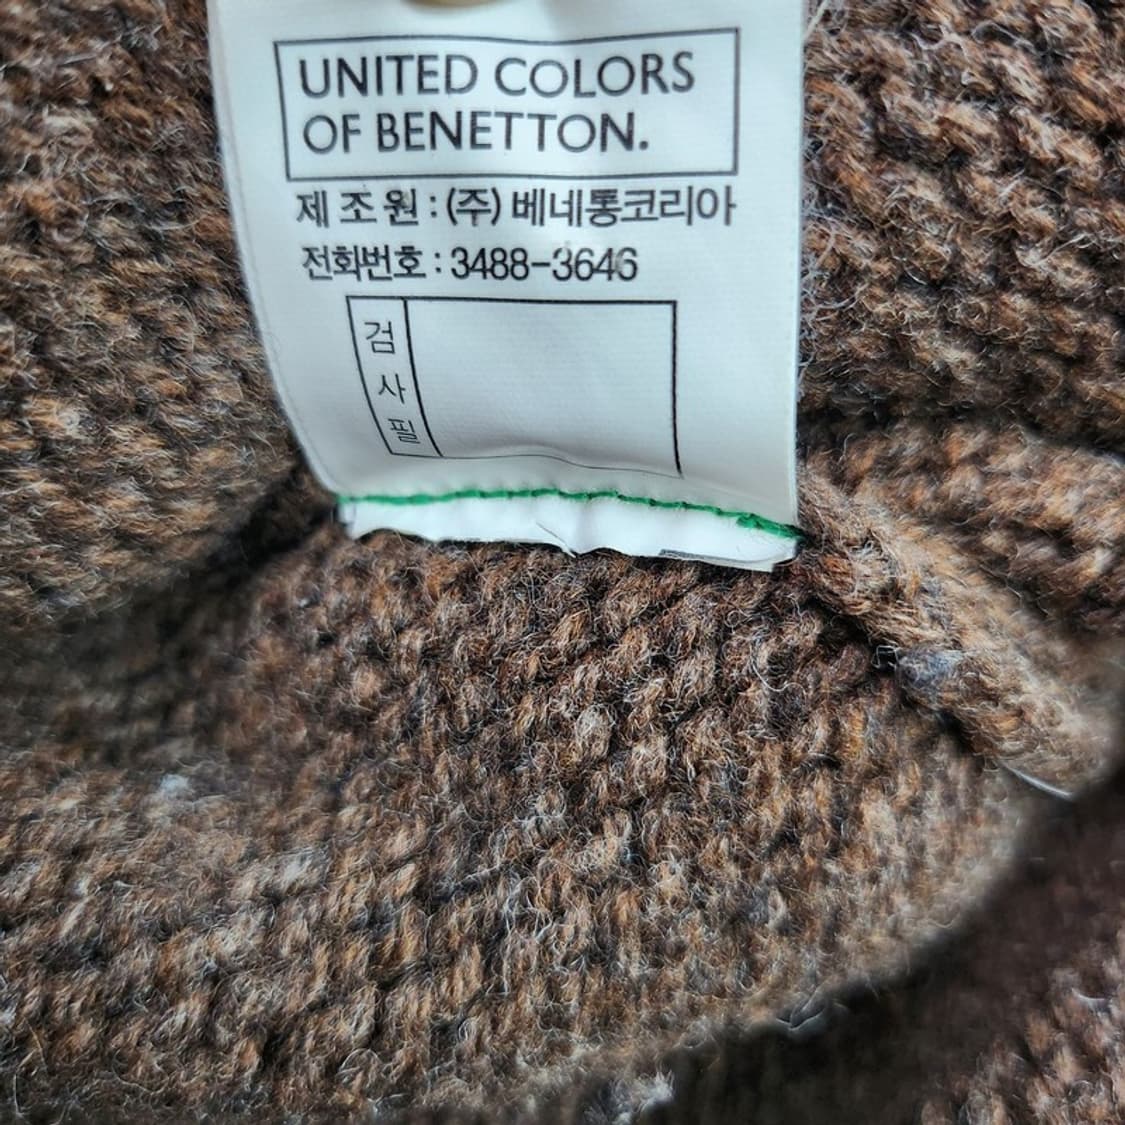 UNITED COLORS
OF BENETTON.
제 조 원 : (주) 베네통코리아
전화번호 : 3488-3646
검
사
필